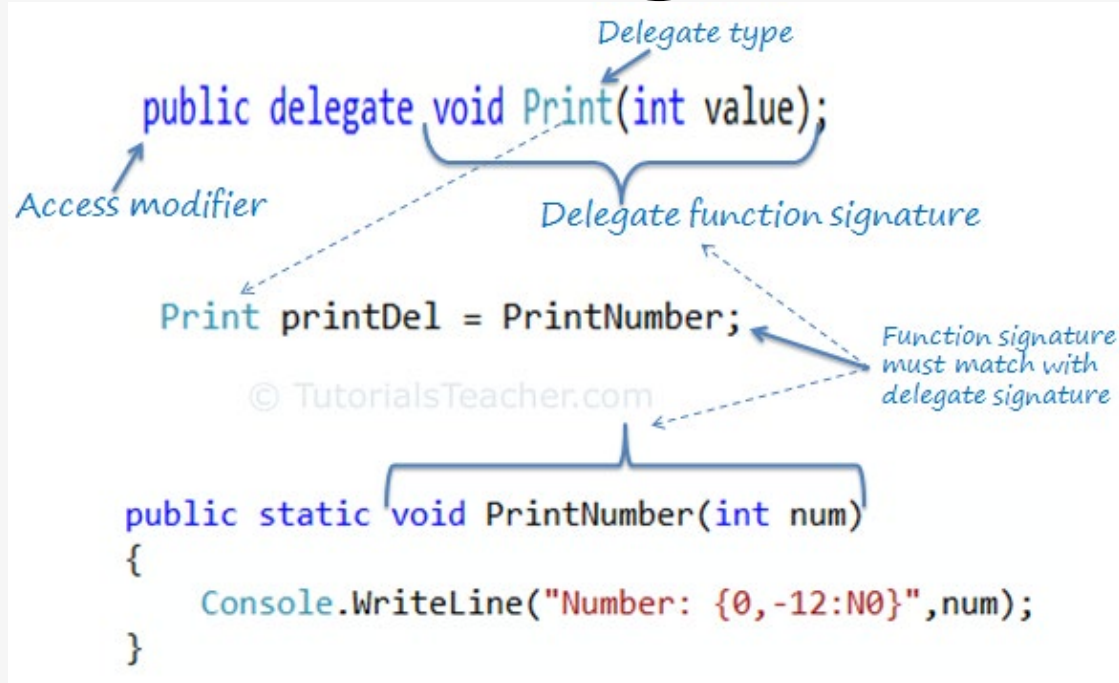 Delegate type
public delegate void Print(int value);
Access modifier
Delegate function signature
Print printDel = PrintNumber;
Function signature
must match with
delegate signature
© TutorialsTeacher.com
public static void PrintNumber(int num)
{
Console.WriteLine("Number: {0,-12:N0}",num);
}